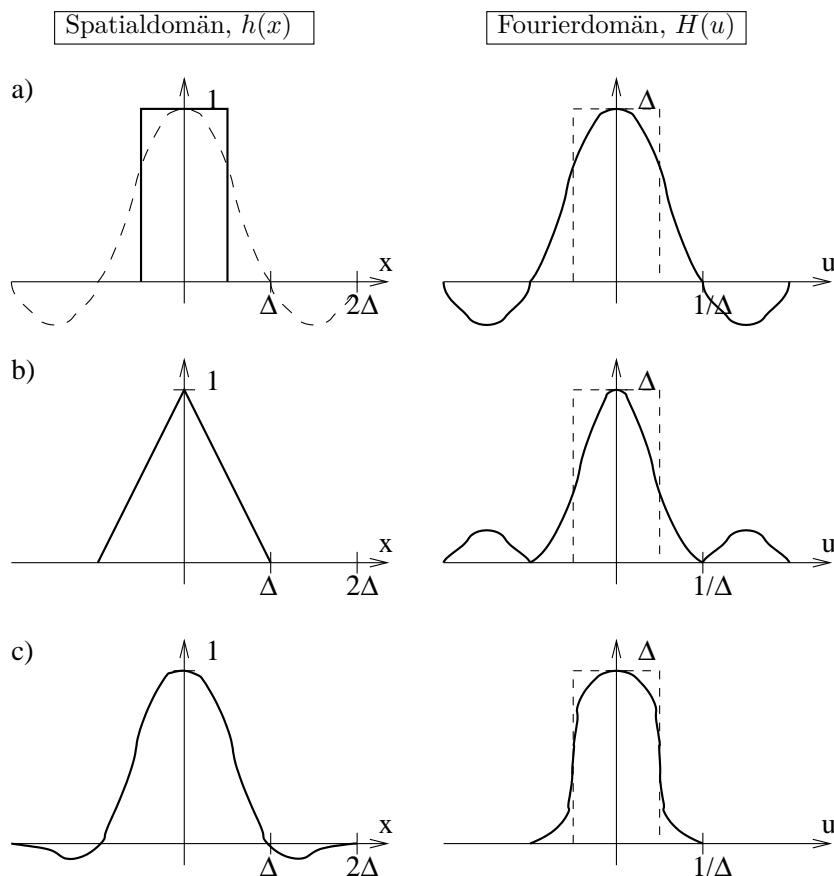 Spatialdomän, h(x)
Fourierdomän, H(u)
a)
1
x
Δ
2Δ
Δ
u
1/Δ
b)
1
x
Δ
2Δ
Δ
u
1/Δ
c)
1
x
Δ
2Δ
Δ
u
1/Δ